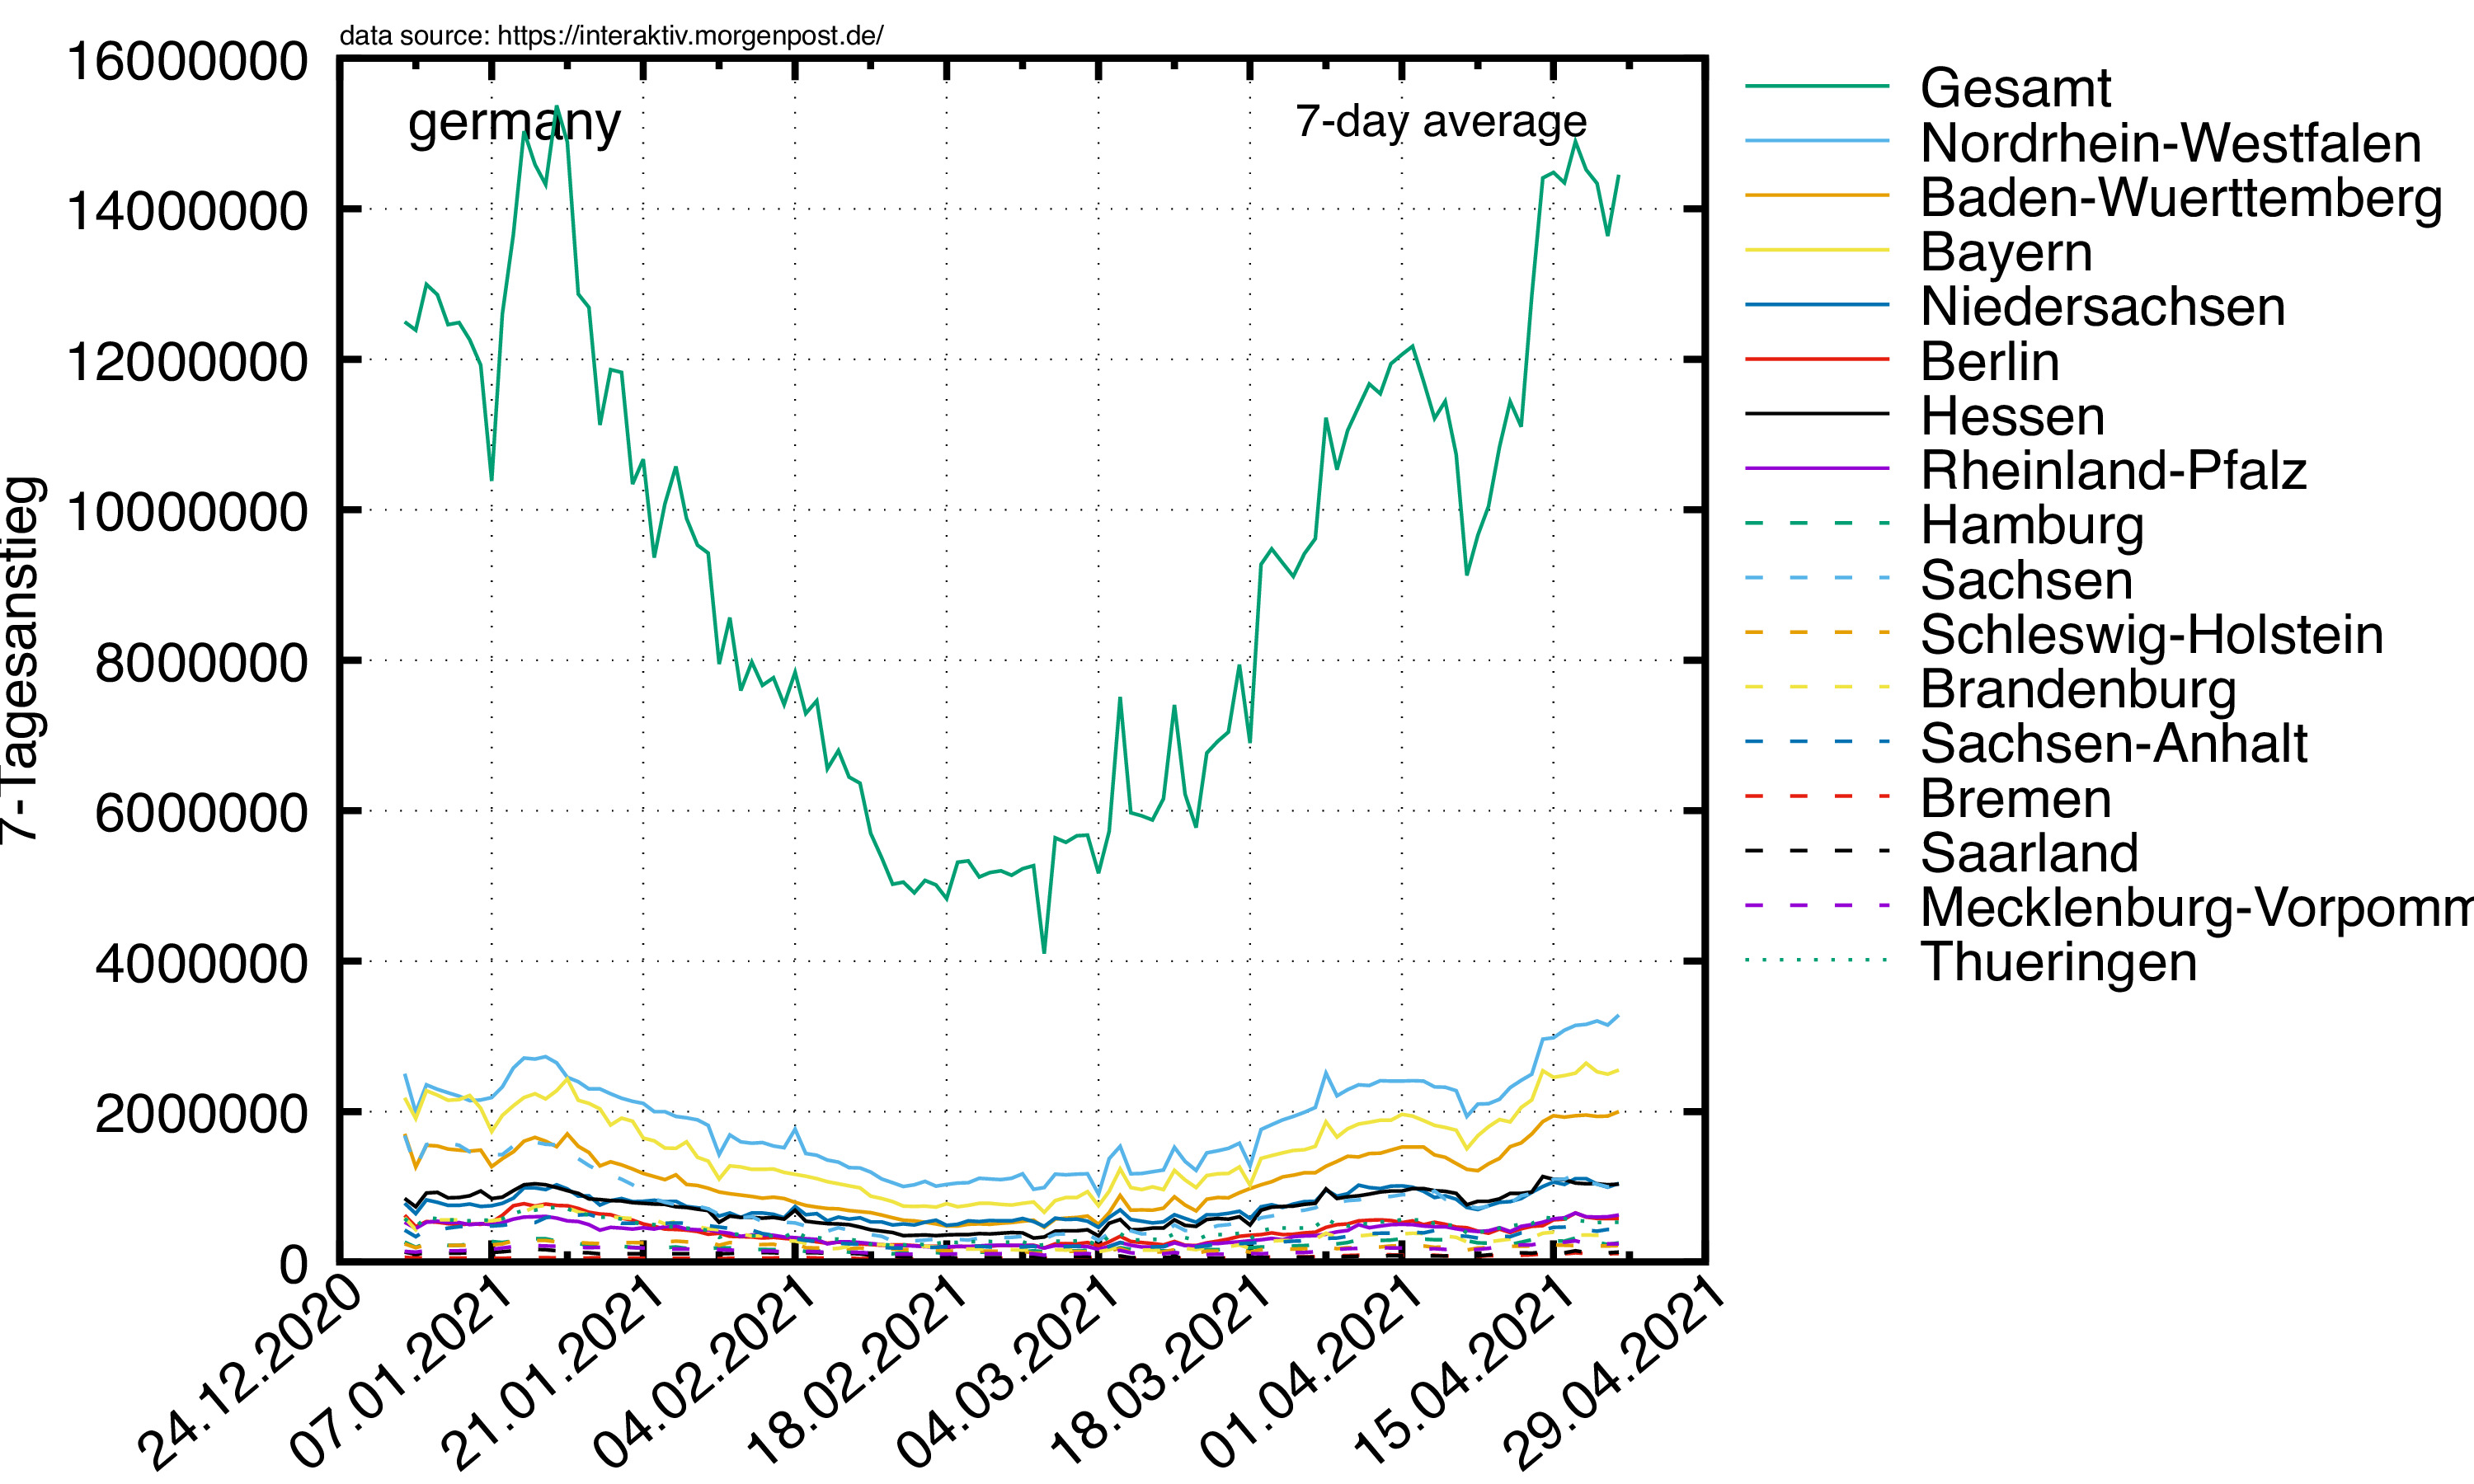 data source: https://interaktiv.morgenpost.de/
germany
7-day average
7-Tagesanstieg
16000000
14000000
12000000
10000000
8000000
6000000
4000000
2000000
0
24.12.2020
07.01.2021
21.01.2021
04.02.2021
18.02.2021
04.03.2021
18.03.2021
01.04.2021
15.04.2021
29.04.2021
Gesamt
Nordrhein-Westfalen
Baden-Wuerttemberg
Bayern
Niedersachsen
Berlin
Hessen
Rheinland-Pfalz
Hamburg
Sachsen
Schleswig-Holstein
Brandenburg
Sachsen-Anhalt
Bremen
Saarland
Mecklenburg-Vorpomm
Thueringen